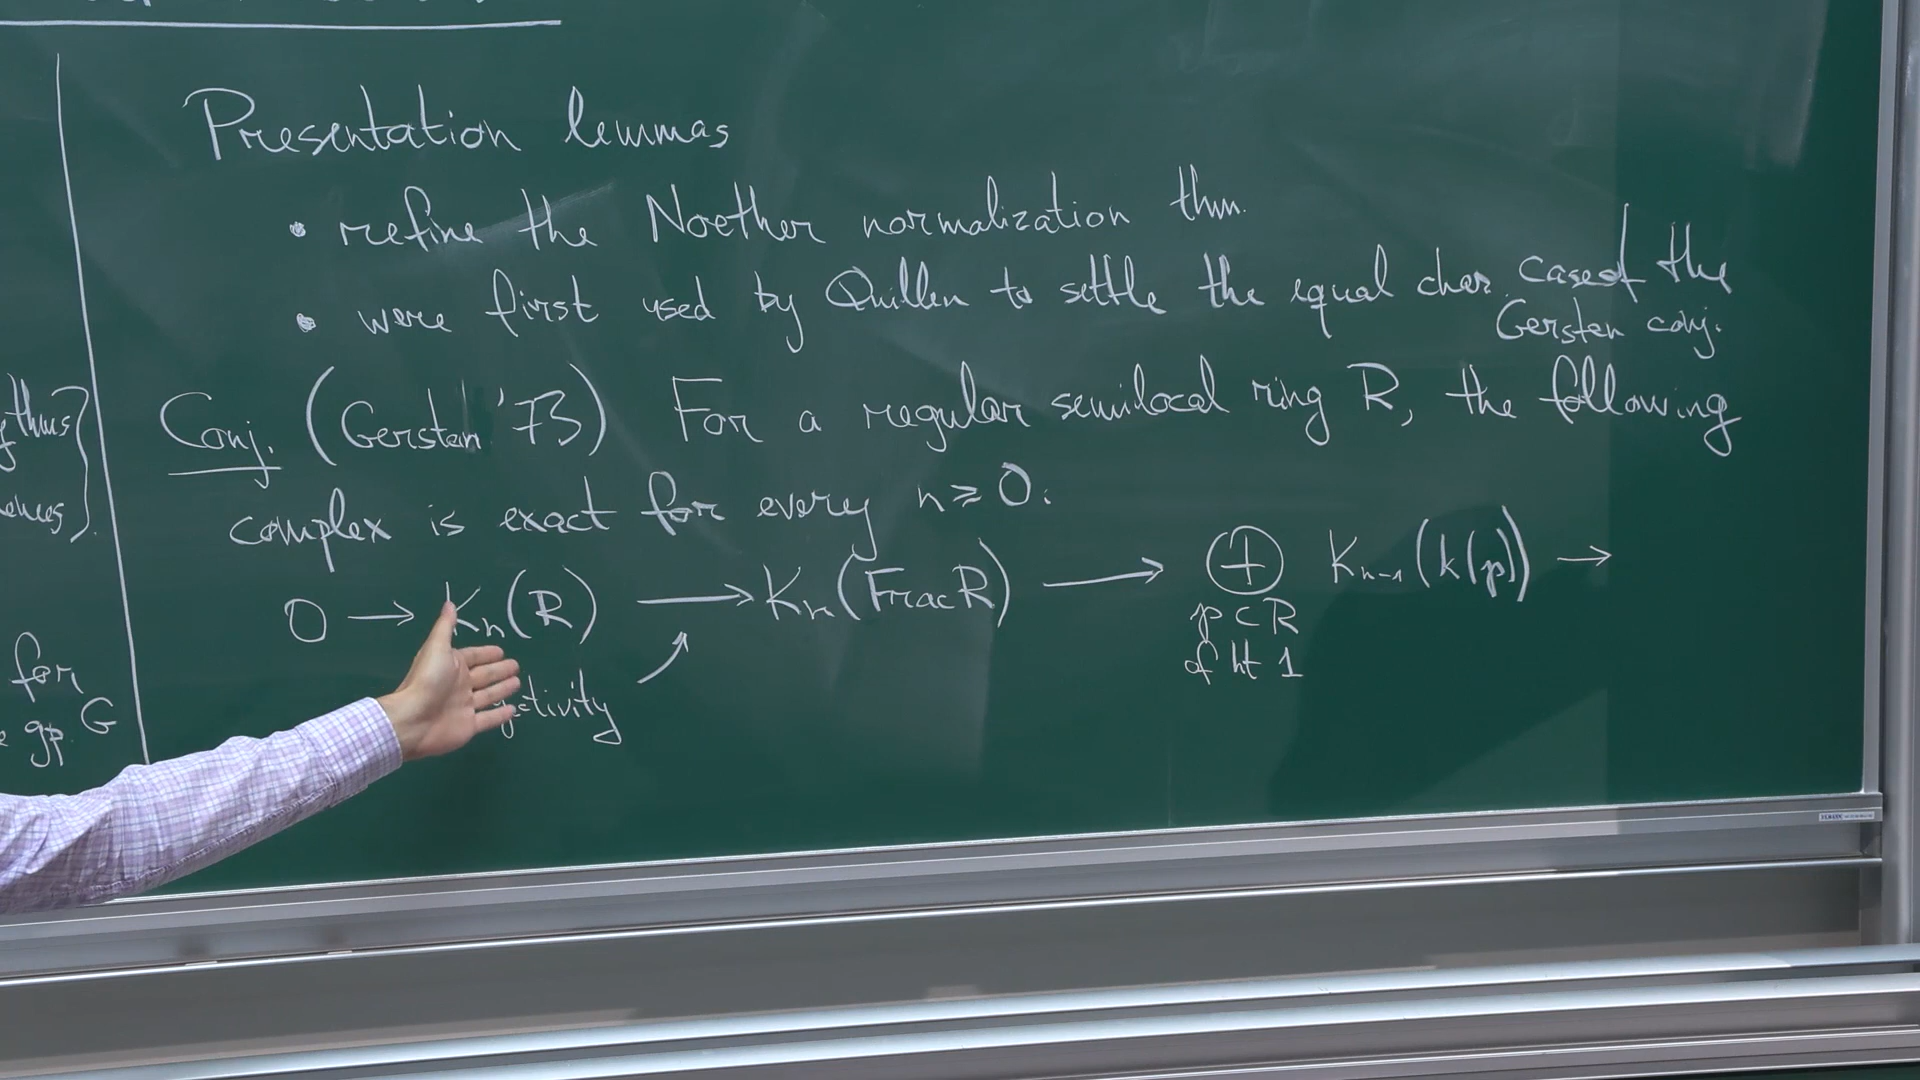 Presentation lemmas
• refine the Noether normalization thm.
• were first used by Quillen to settle the equal char. case of the
Gersten conj.
Conj. (Gersten '73) For a regular semilocal ring R, the following
complex is exact for every n ≥ 0:
0 → Kₙ(R) → Kₙ(Frac R) → ⊕ Kₙ₋₁(k(p)) →
p ⊂ R
of ht 1
for
gp. G